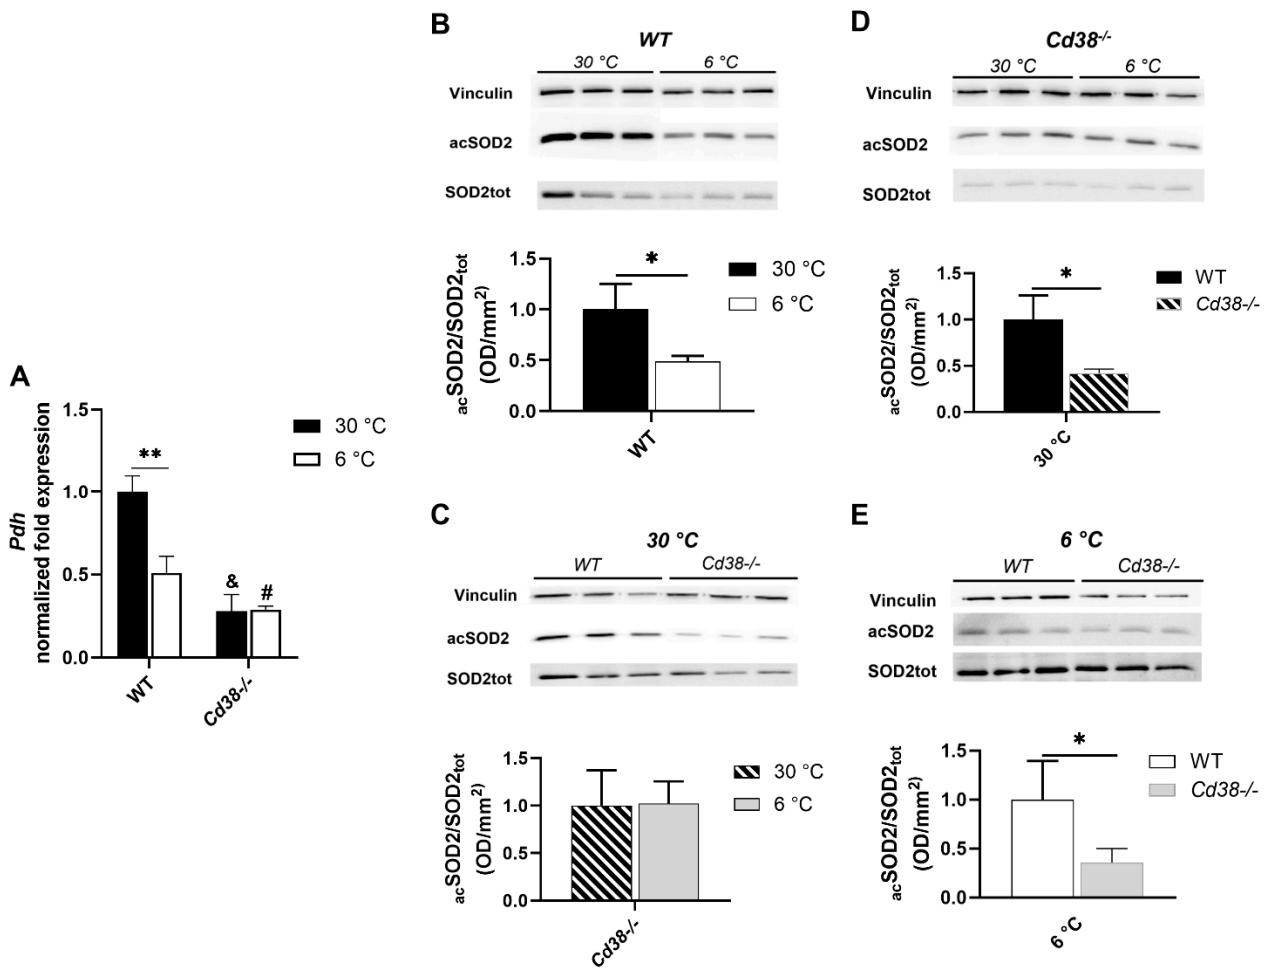 A
Pdh
normalized fold expression
1.5
1.0
0.5
0.0
**
&
#
WT
Cd38-/-
30 °C
6 °C
B
WT
30 °C 6 °C
Vinculin
acSOD2
SOD2tot
acSOD2/SOD2tot
(OD/mm2)
1.5
1.0
0.5
0.0
*
WT
30 °C
6 °C
C
30 °C
WT Cd38-/-
Vinculin
acSOD2
SOD2tot
acSOD2/SOD2tot
(OD/mm2)
1.5
1.0
0.5
0.0
Cd38-/-
30 °C
6 °C
D
Cd38-/-
30 °C 6 °C
Vinculin
acSOD2
SOD2tot
acSOD2/SOD2tot
(OD/mm2)
1.5
1.0
0.5
0.0
*
30 °C
WT
Cd38-/-
E
6 °C
WT Cd38-/-
Vinculin
acSOD2
SOD2tot
acSOD2/SOD2tot
(OD/mm2)
1.5
1.0
0.5
0.0
*
6 °C
WT
Cd38-/-